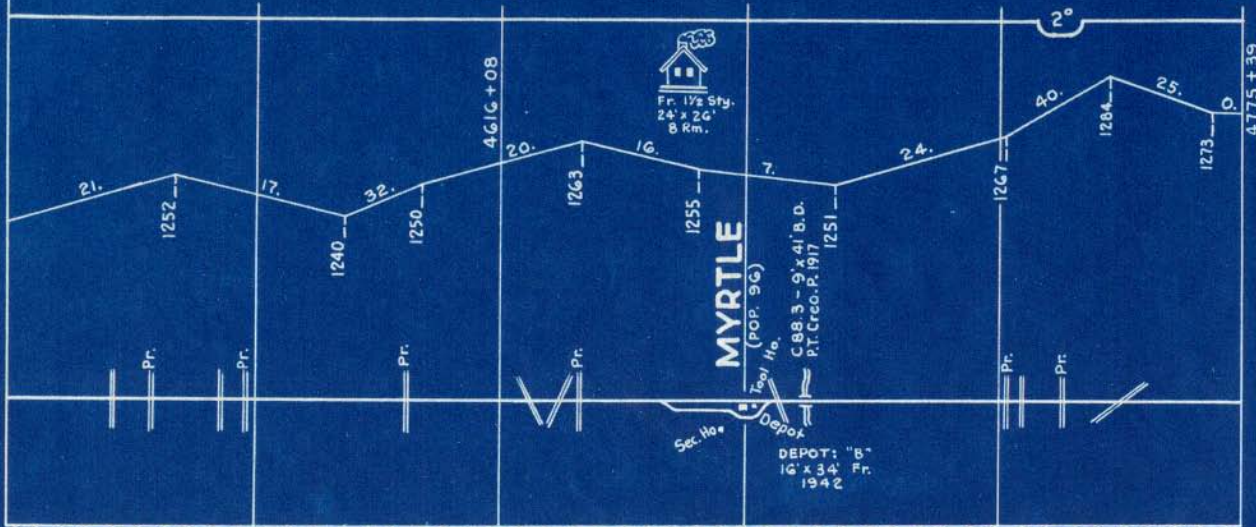 2°
4616+08
Fr. 1½ Sty.
24' x 26'
8 Rm.
4775+39
21.
17.
32.
20.
16.
7.
24.
40.
25.
0.
1252
1240
1250
1263
1255
1251
1267
1284
1273
MYRTLE
(POP. 96)
C 88.3 - 9' x 41' B.D.
P.T. Creo. P. 1917
Pr.
Pr.
Pr.
Pr.
Pr.
Pr.
Tool Ho.
Sec. Ho.
Depot
DEPOT: "B"
16' x 34' Fr.
1942